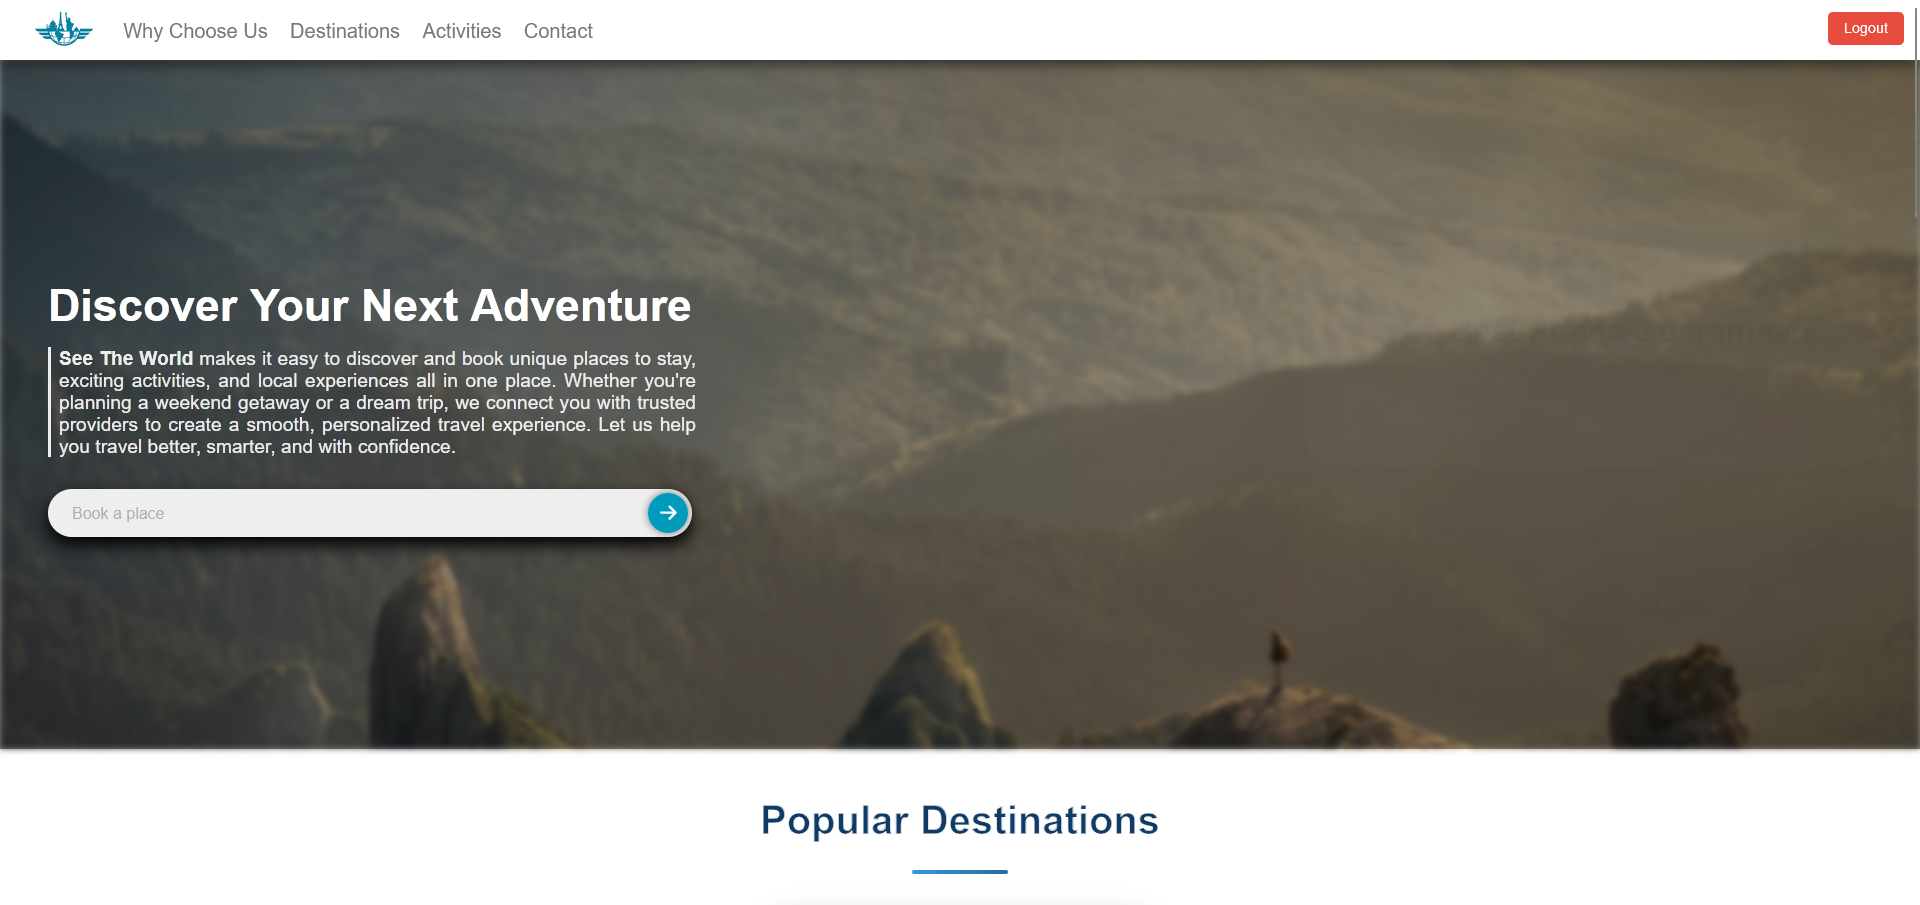 Why Choose Us Destinations Activities Contact Logout
Discover Your Next Adventure
See The World makes it easy to discover and book unique places to stay,
exciting activities, and local experiences all in one place. Whether you're
planning a weekend getaway or a dream trip, we connect you with trusted
providers to create a smooth, personalized travel experience. Let us help
you travel better, smarter, and with confidence.
Book a place
Popular Destinations